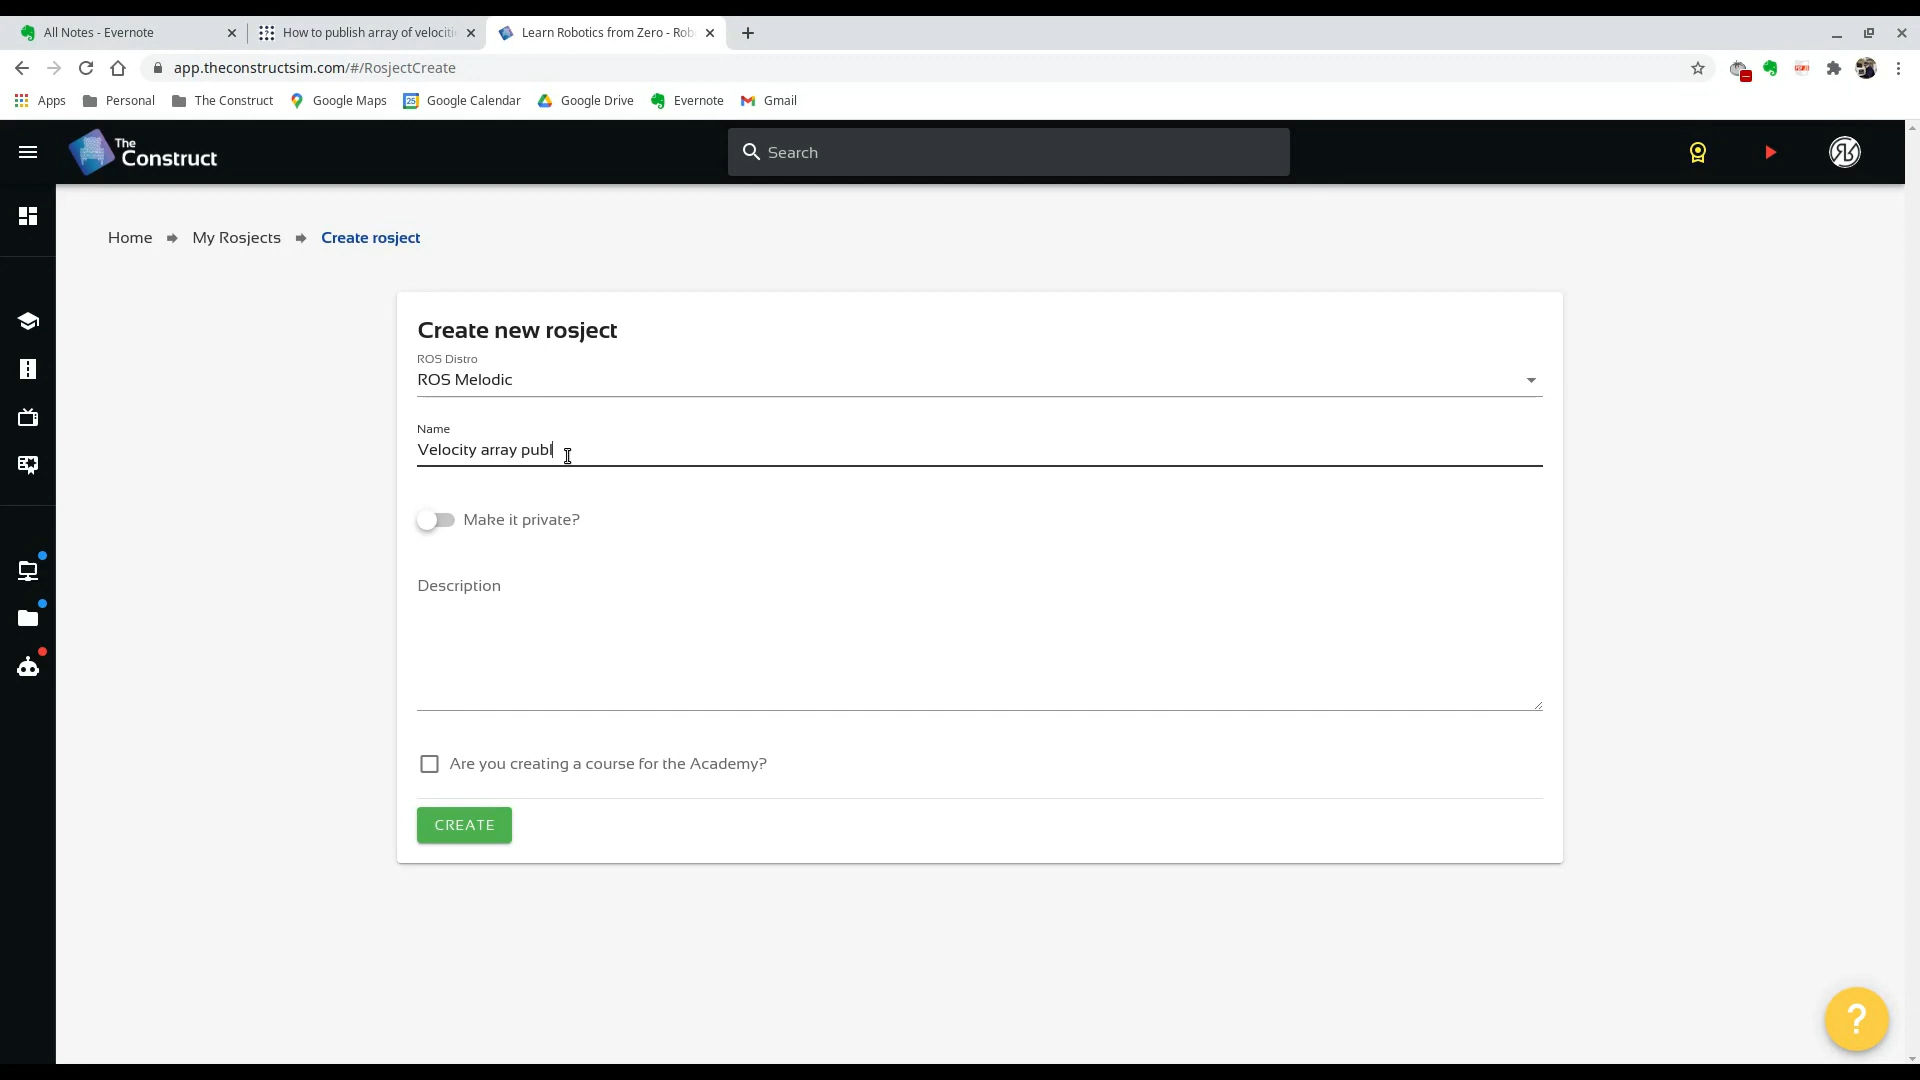 All Notes - Evernote
How to publish array of velociti
Learn Robotics from Zero - Rob
app.theconstructsim.com/#/RosjectCreate
Apps
Personal
The Construct
Google Maps
Google Calendar
Google Drive
Evernote
Gmail
The
Construct
Search
Home
My Rosjects
Create rosject
Create new rosject
ROS Distro
ROS Melodic
Name
Velocity array publ
Make it private?
Description
Are you creating a course for the Academy?
CREATE
?